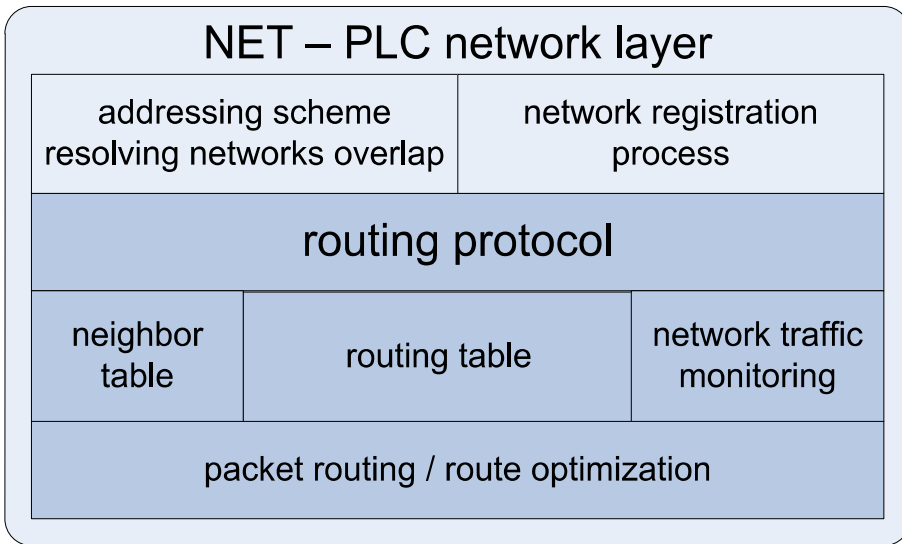 NET – PLC network layer
addressing scheme
resolving networks overlap
network registration
process
routing protocol
neighbor
table
routing table
network traffic
monitoring
packet routing / route optimization